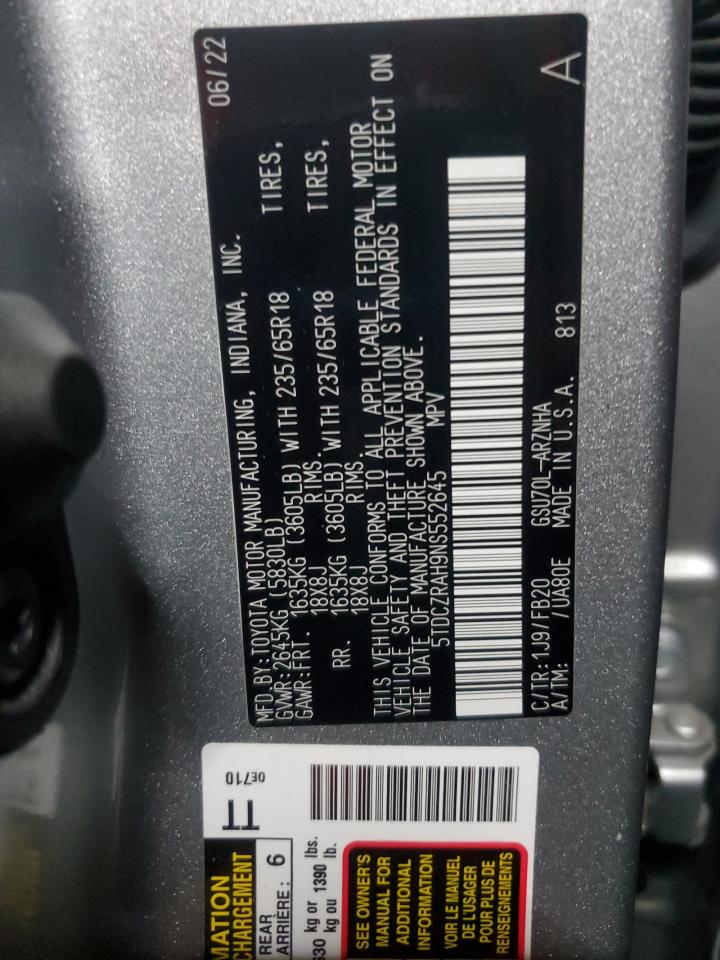 06/22
MFD.BY:TOYOTA MOTOR MANUFACTURING, INDIANA, INC.
GVWR:2645KG (5830LB)
GAWR:FRT. 1635KG (3605LB) WITH 235/65R18 TIRES,
18X8J RIMS.
RR. 1635KG (3605LB) WITH 235/65R18 TIRES,
18X8J RIMS.
THIS VEHICLE CONFORMS TO ALL APPLICABLE FEDERAL MOTOR
VEHICLE SAFETY AND THEFT PREVENTION STANDARDS IN EFFECT ON
THE DATE OF MANUFACTURE SHOWN ABOVE.
5TDCZRAH9NS552645 MPV
C/TR:1J9/FB20 GSU70L-ARZNHA
A/TM: /UA80E MADE IN U.S.A. 813 A
MATION
CHARGEMENT
REAR
ARRIÈRE : 6
0E710
630 kg or 1390 lbs.
kg ou lb.
SEE OWNER'S
MANUAL FOR
ADDITIONAL
INFORMATION
VOIR LE MANUEL
DE L'USAGER
POUR PLUS DE
RENSEIGNEMENTS